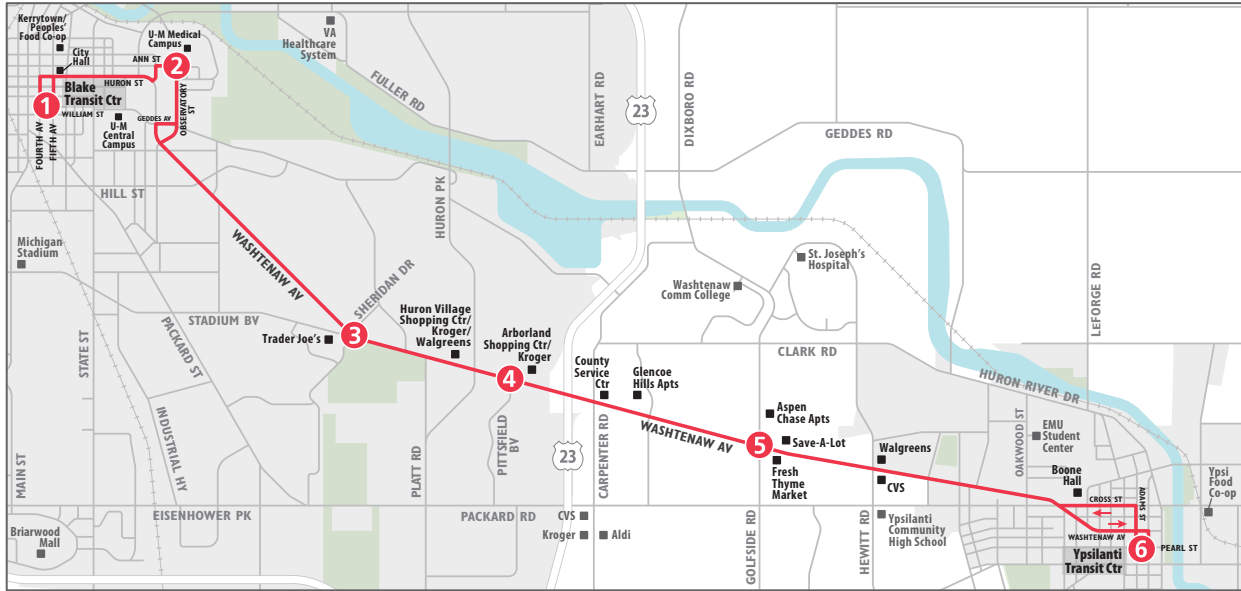 Kerrytown/
Peoples'
Food Co-op
City
Hall
U-M Medical
Campus
ANN ST
2
HURON ST
Blake
Transit Ctr
1
WILLIAM ST
U-M
Central
Campus
GEDDES AV
OBSERVATORY
ST
FOURTH AV
FIFTH AV
VA
Healthcare
System
FULLER RD
EARHART RD
23
DIXBORO RD
GEDDES RD
HILL ST
HURON PK
Michigan
Stadium
WASHTENAW AV
SHERIDAN DR
STADIUM BV
Trader Joe's
3
Huron Village
Shopping Ctr/
Kroger/
Walgreens
Arborland
Shopping Ctr/
Kroger
4
Washtenaw
Comm College
St. Joseph's
Hospital
LEFORGE RD
STATE ST
PACKARD ST
County
Service
Ctr
Glencoe
Hills Apts
CLARK RD
HURON RIVER DR
INDUSTRIAL HY
MAIN ST
PLATT RD
PITTSFIELD
BV
23
CARPENTER RD
WASHTENAW AV
Aspen
Chase Apts
5
Save-A-Lot
Fresh
Thyme
Market
Walgreens
CVS
OAKWOOD ST
EMU
Student
Center
Boone
Hall
Ypsi
Food
Co-op
CROSS ST
ADAMS ST
EISENHOWER PK
PACKARD RD
CVS
Kroger
Aldi
Briarwood
Mall
GOLFSIDE RD
HEWITT RD
Ypsilanti
Community
High School
WASHTENAW AV
6
PEARL ST
Ypsilanti
Transit Ctr